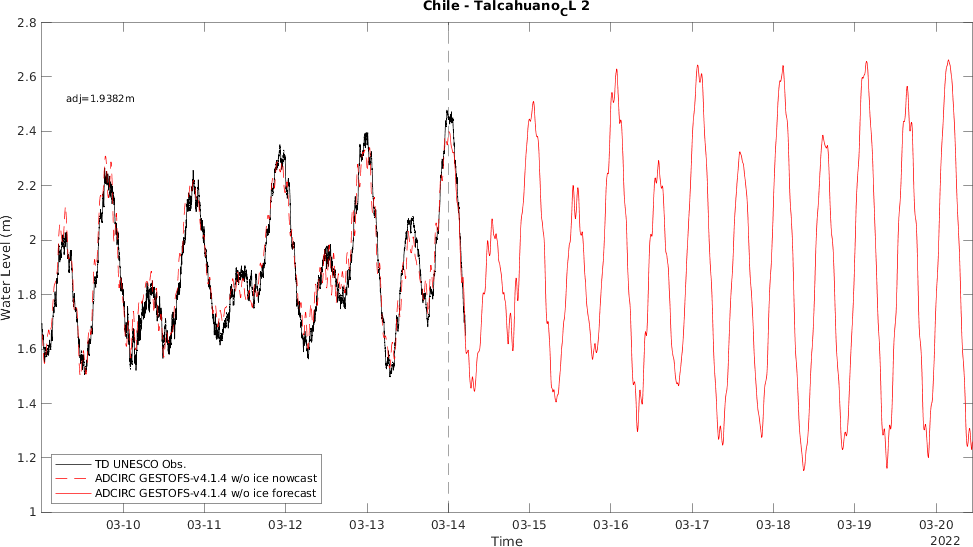 Chile - Talcahuano_CL 2
2.8
2.6
2.4
2.2
2
1.8
1.6
1.4
1.2
1
Water Level (m)
adj=1.9382m
TD UNESCO Obs.
ADCIRC GESTOFS-v4.1.4 w/o ice nowcast
ADCIRC GESTOFS-v4.1.4 w/o ice forecast
03-10 03-11 03-12 03-13 03-14 03-15 03-16 03-17 03-18 03-19 03-20
Time
2022